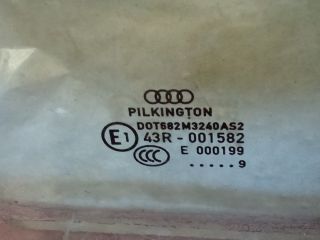 PILKINGTON
DOT682M3240AS2
E1 43R - 001582
CCC E 000199
.....9